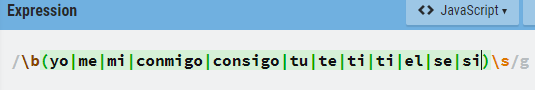 Expression
<> JavaScript ▾
/\b(yo|me|mi|conmigo|consigo|tu|te|ti|ti|el|se|si)\s/g